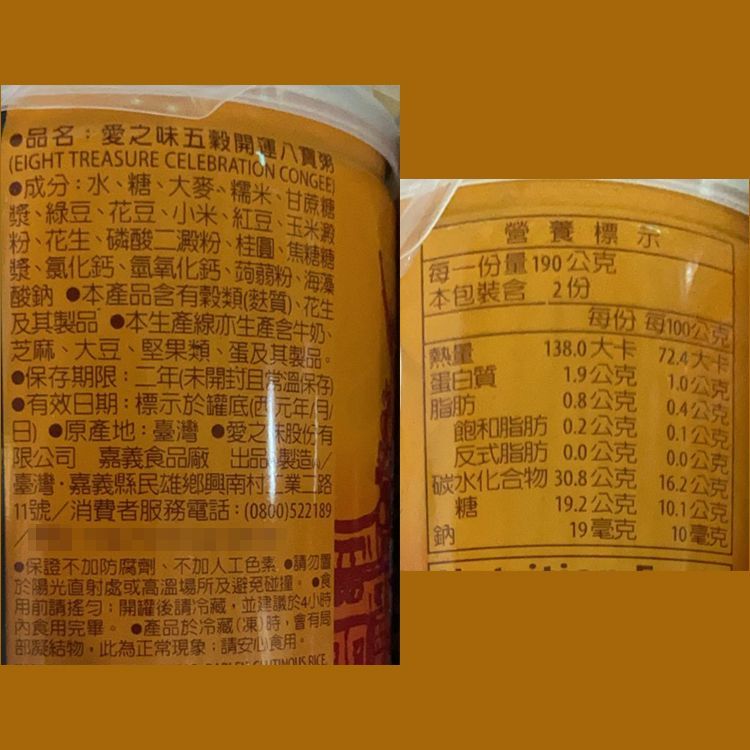 ●品名：愛之味五穀開運八寶粥
(EIGHT TREASURE CELEBRATION CONGEE)
●成分：水、糖、大麥、糯米、甘蔗糖
漿、綠豆、花豆、小米、紅豆、玉米澱
粉、花生、磷酸二澱粉、桂圓、焦糖糖
漿、氯化鈣、氫氧化鈣、蒟蒻粉、海藻
酸鈉 ●本產品含有穀類(麩質)、花生
及其製品 ●本生產線亦生產含牛奶、
芝麻、大豆、堅果類、蛋及其製品。
●保存期限：二年(未開封且常溫保存)
●有效日期：標示於罐底(西元年/月/
日) ●原產地：臺灣 ●愛之味股份有
限公司 嘉義食品廠 出品製造/
臺灣・嘉義縣民雄鄉興南村工業二路
11號／消費者服務電話：(0800)522189
/
●保證不加防腐劑、不加人工色素 ●請勿置
於陽光直射處或高溫場所及避免碰撞。●食
用前請搖勻；開罐後請冷藏，並建議於4小時
內食用完畢。 ●產品於冷藏(凍)時，會有局
部凝結物，此為正常現象；請安心食用。
GLUTINOUS RICE,
營養標示
每一份量190公克
本包裝含 2份
每份 每100公克
熱量 138.0大卡 72.4大卡
蛋白質 1.9公克 1.0公克
脂肪 0.8公克 0.4公克
飽和脂肪 0.2公克 0.1公克
反式脂肪 0.0公克 0.0公克
碳水化合物 30.8公克 16.2公克
糖 19.2公克 10.1公克
鈉 19毫克 10毫克